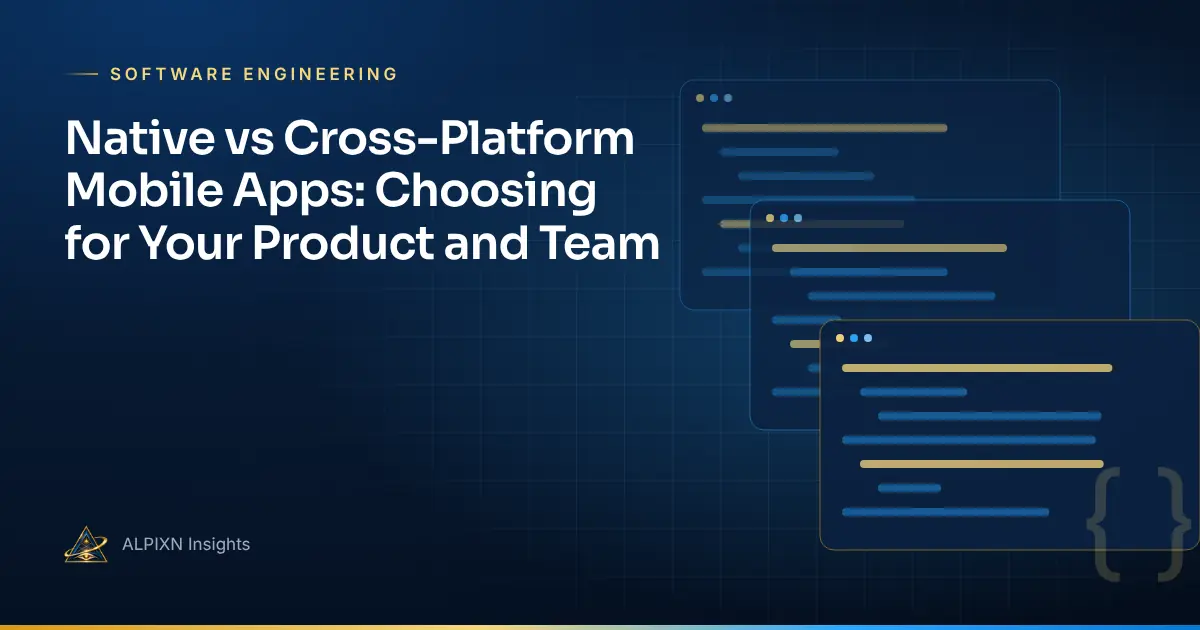 SOFTWARE ENGINEERING
Native vs Cross-Platform
Mobile Apps: Choosing
for Your Product and Team
ALPIXN Insights
{ }